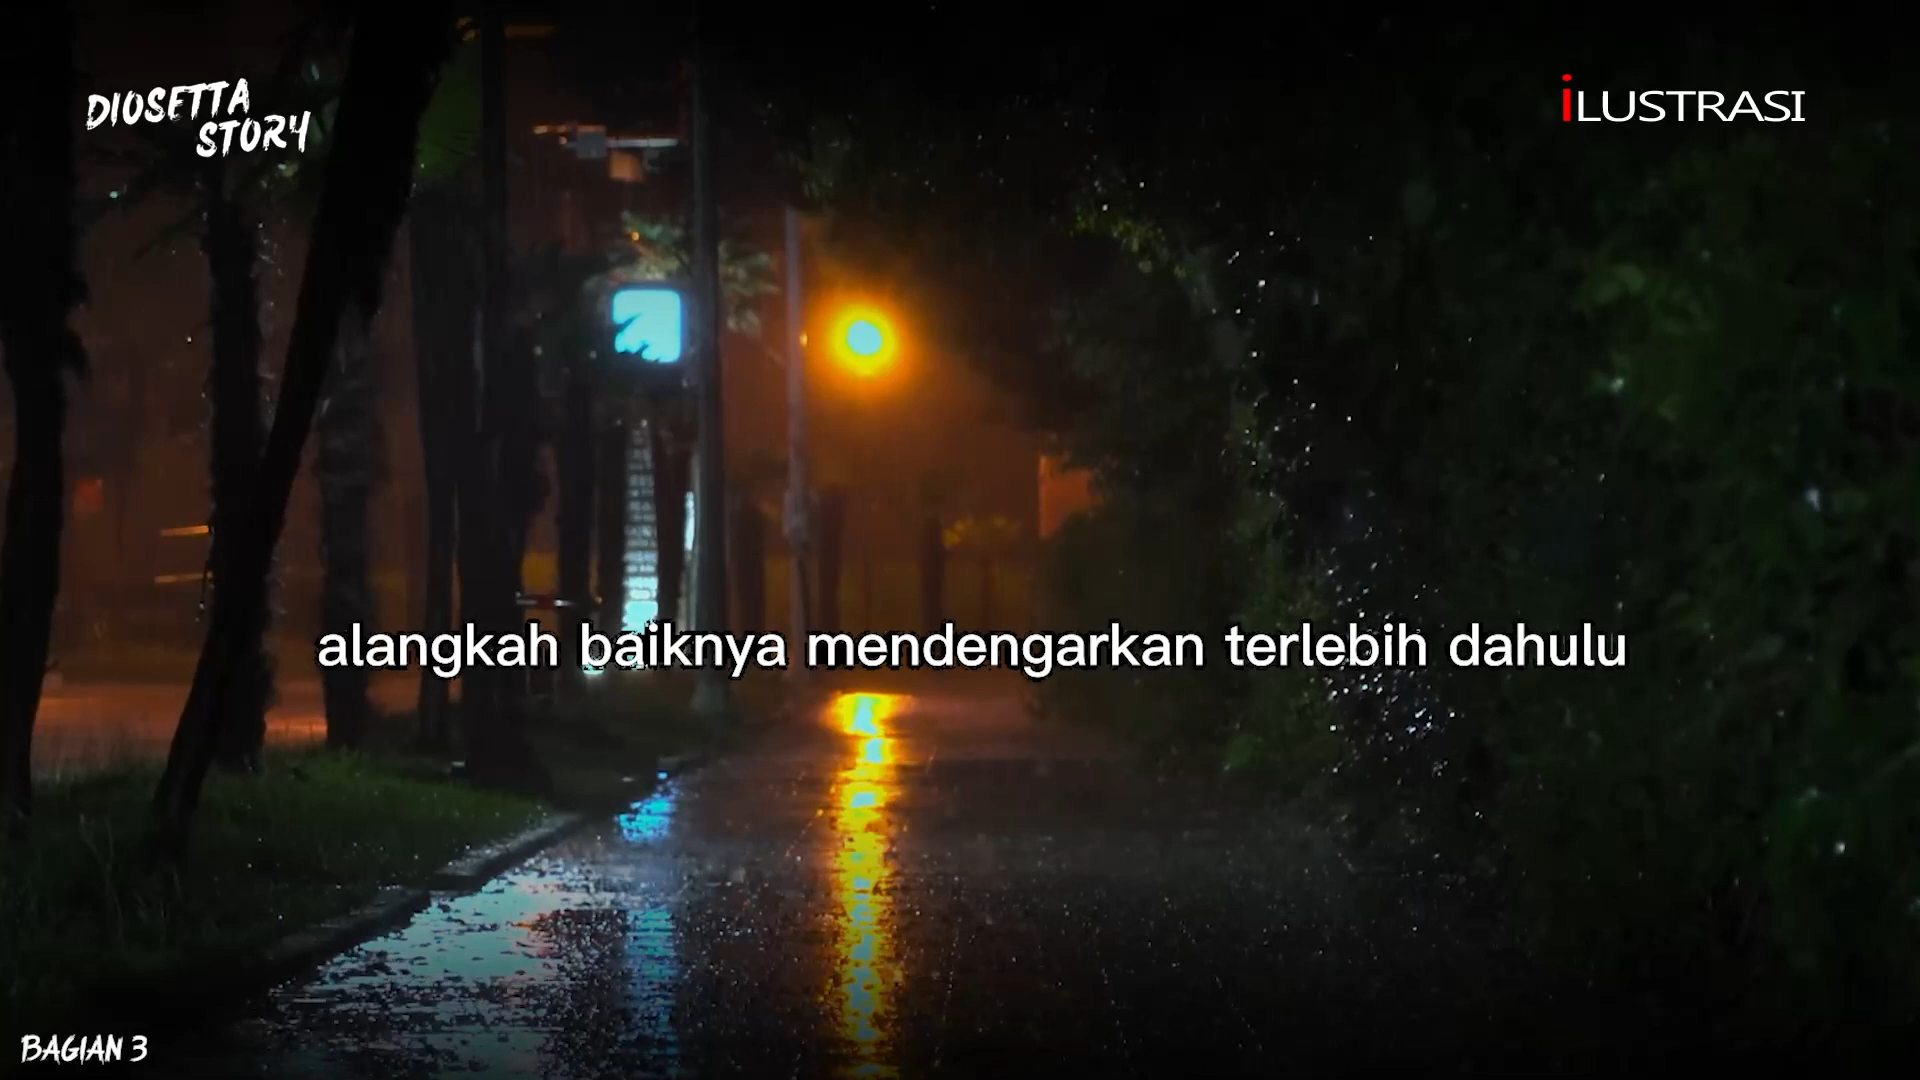 DIOSETTA
STORY
iLUSTRASI
alangkah baiknya mendengarkan terlebih dahulu
BAGIAN 3